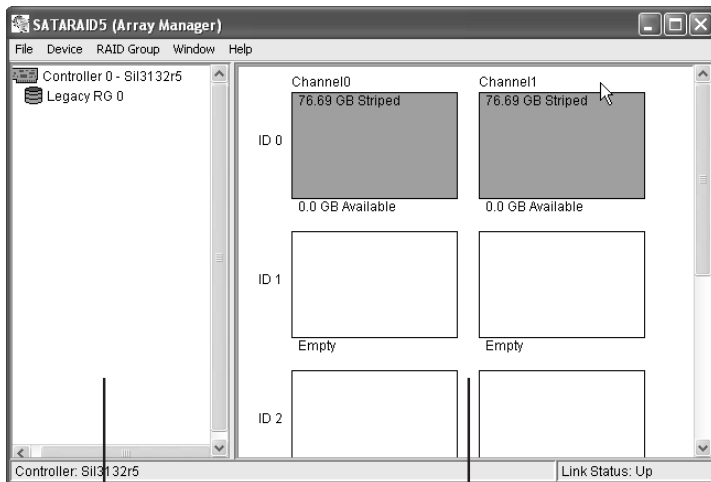 SATARAID5 (Array Manager)
File Device RAID Group Window Help
Controller 0 - SiI3132r5
Legacy RG 0
Channel0 Channel1
ID 0
76.69 GB Striped 76.69 GB Striped
0.0 GB Available 0.0 GB Available
ID 1
Empty Empty
ID 2
Controller: SiI3132r5 Link Status: Up